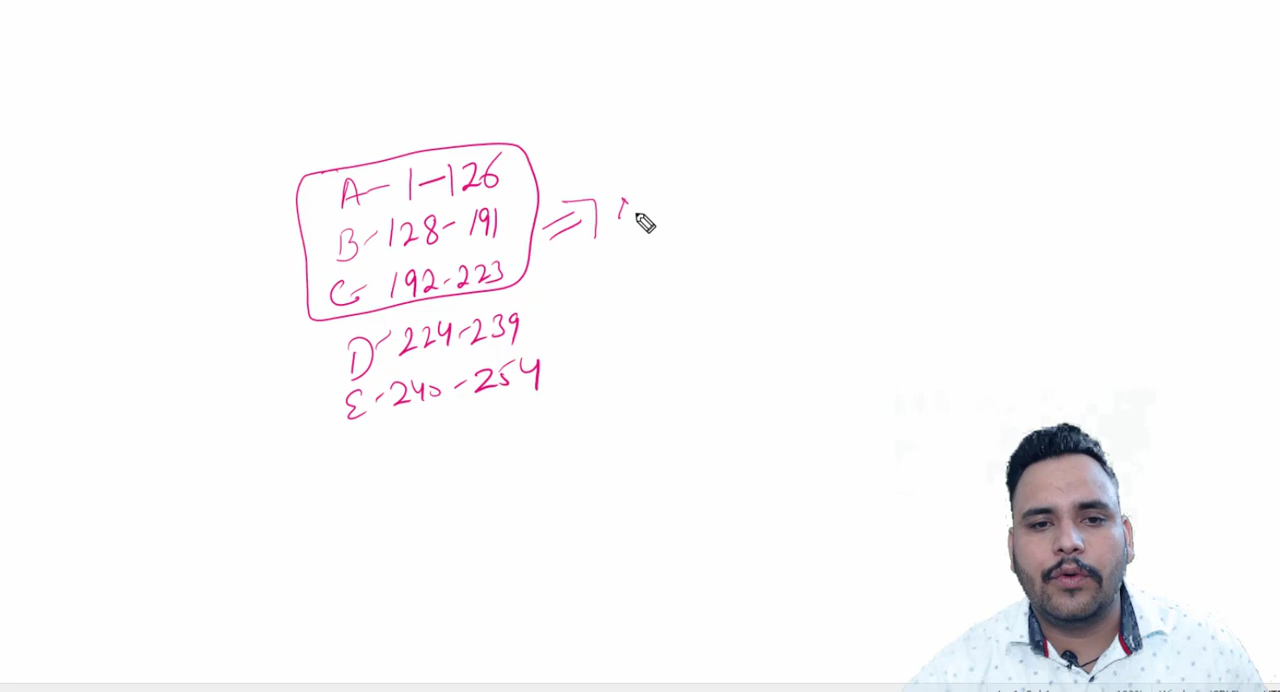 A - 1 - 126
B - 128 - 191
C - 192 - 223
D - 224 - 239
E - 240 - 254